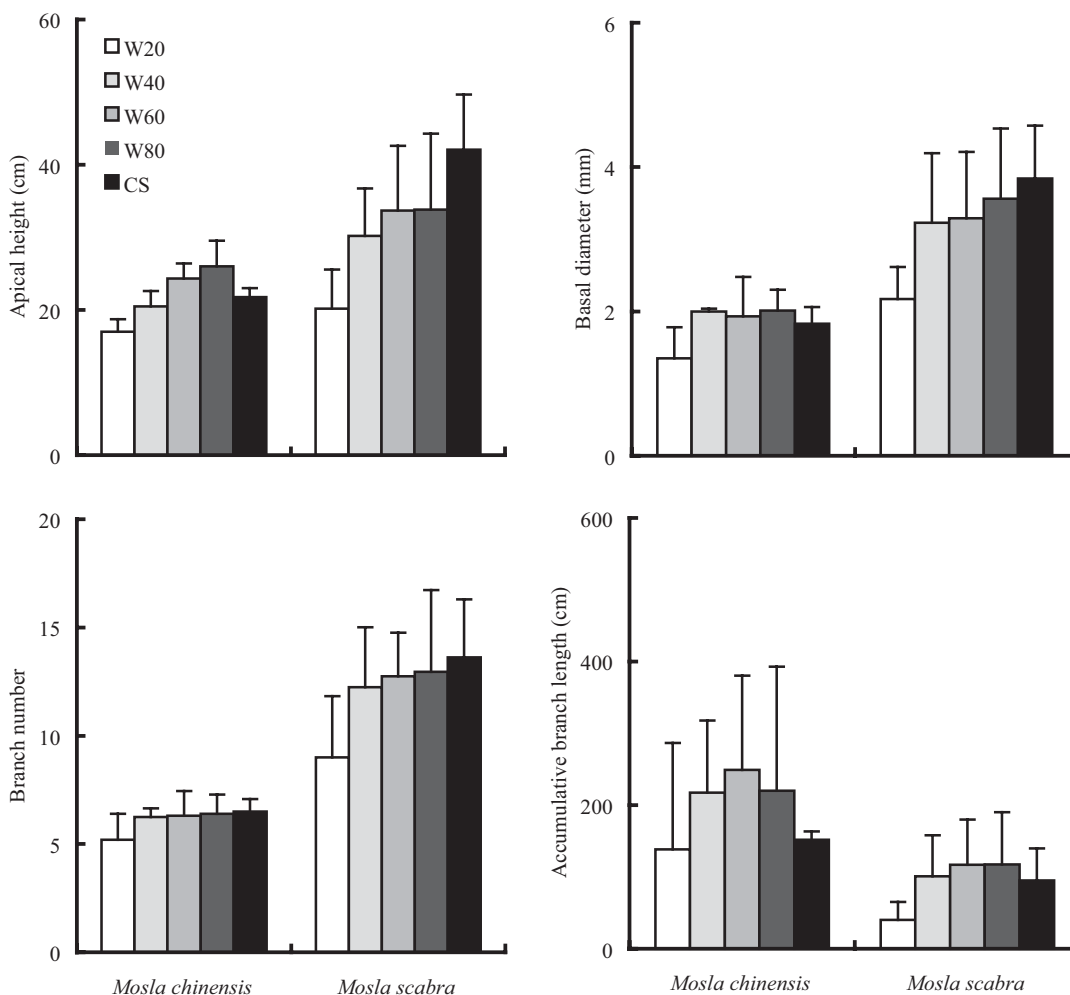 60
40
20
0
Apical height (cm)
W20
W40
W60
W80
CS
6
4
2
0
Basal diameter (mm)
20
15
10
5
0
Branch number
Mosla chinensis
Mosla scabra
600
400
200
0
Accumulative branch length (cm)
Mosla chinensis
Mosla scabra